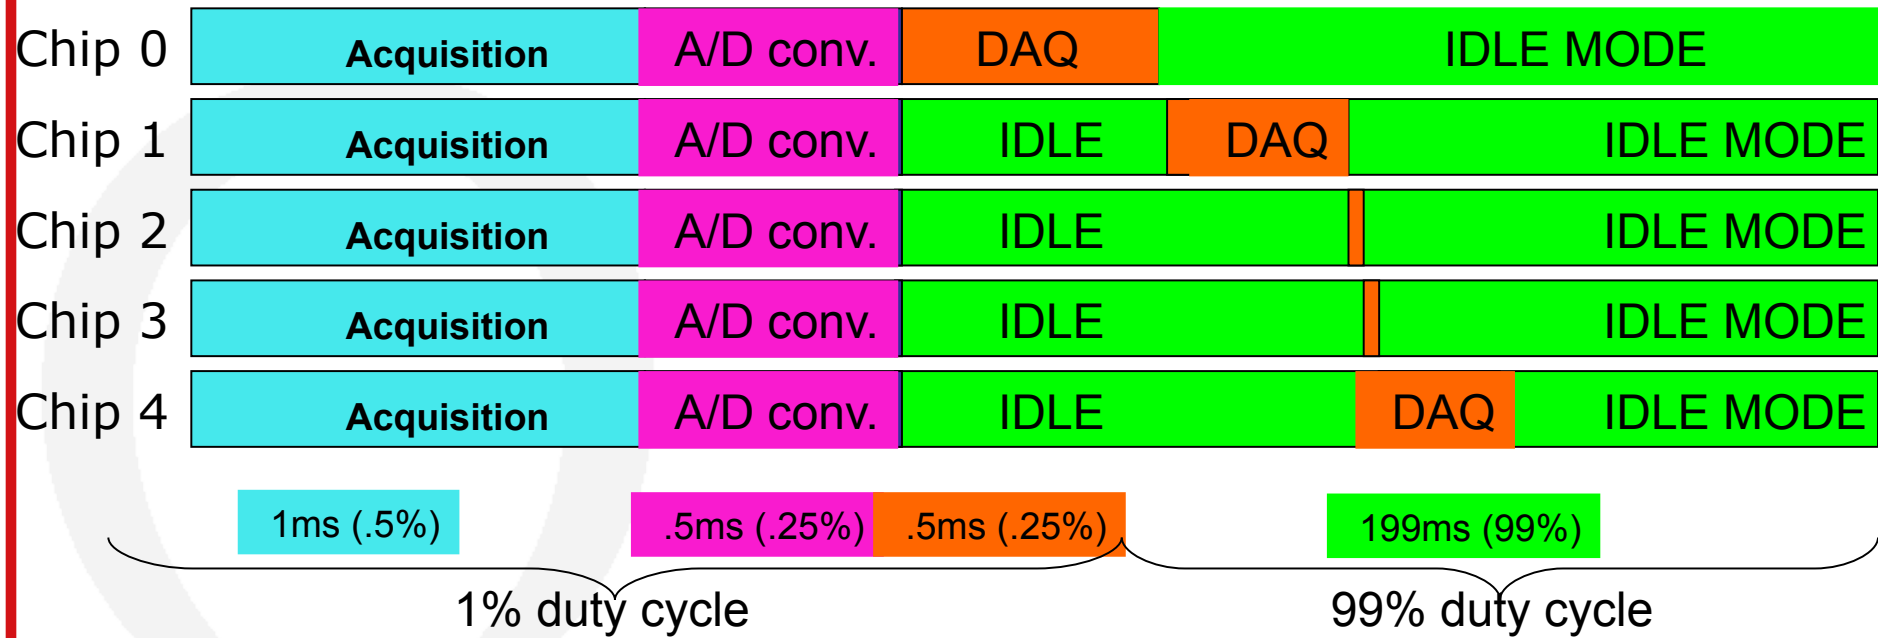 Chip 0 Acquisition A/D conv. DAQ IDLE MODE
Chip 1 Acquisition A/D conv. IDLE DAQ IDLE MODE
Chip 2 Acquisition A/D conv. IDLE IDLE MODE
Chip 3 Acquisition A/D conv. IDLE IDLE MODE
Chip 4 Acquisition A/D conv. IDLE DAQ IDLE MODE
1ms (.5%) .5ms (.25%) .5ms (.25%) 199ms (99%)
1% duty cycle 99% duty cycle